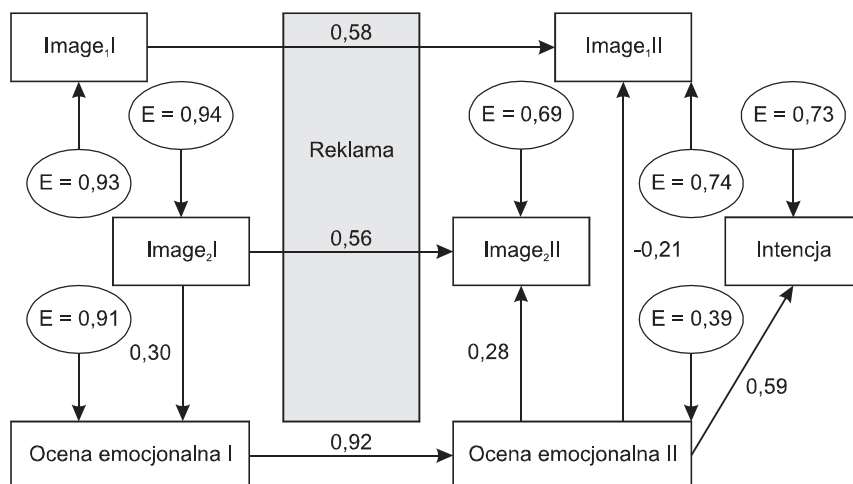 Image₁I
0,58
Image₁II
E = 0,94
E = 0,69
E = 0,73
Reklama
E = 0,93
E = 0,74
Image₂I
0,56
Image₂II
-0,21
Intencja
E = 0,91
E = 0,39
0,30
0,28
0,59
Ocena emocjonalna I
0,92
Ocena emocjonalna II